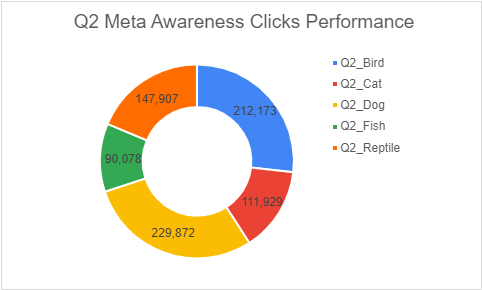 Q2 Meta Awareness Clicks Performance
Q2_Bird
Q2_Cat
Q2_Dog
Q2_Fish
Q2_Reptile
147,907
212,173
90,078
111,929
229,872